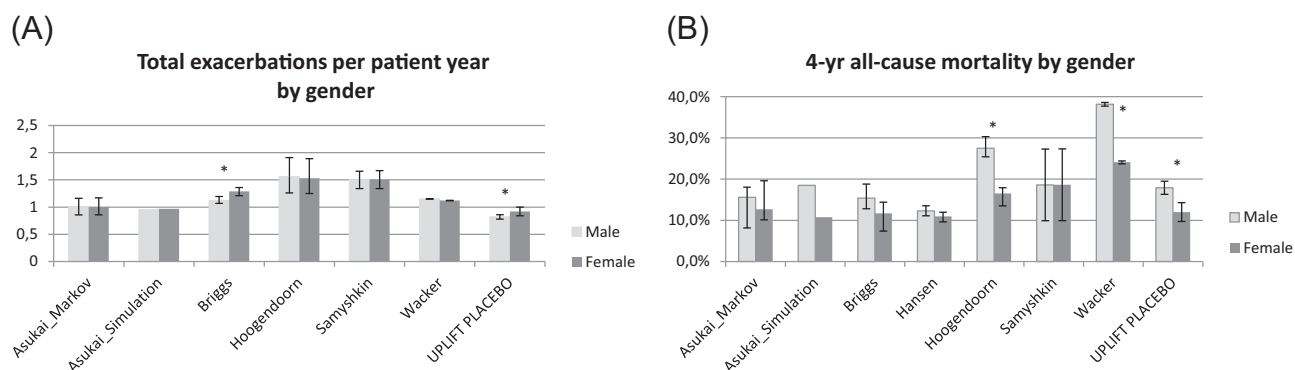 (A)
Total exacerbations per patient year
by gender
2,5
2
1,5
1
0,5
0
*
*
Male
Female
Asukai_Markov
Asukai_Simulation
Briggs
Hoogendoorn
Samyshkin
Wacker
UPLIFT PLACEBO
(B)
4-yr all-cause mortality by gender
40,0%
30,0%
20,0%
10,0%
0,0%
*
*
*
Male
Female
Asukai_Markov
Asukai_Simulation
Briggs
Hansen
Hoogendoorn
Samyshkin
Wacker
UPLIFT PLACEBO